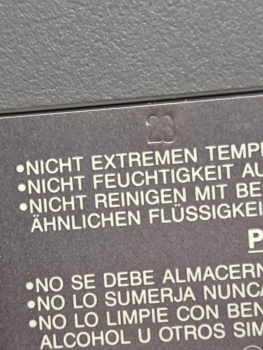 23
•NICHT EXTREMEN TEMP
•NICHT FEUCHTIGKEIT AU
•NICHT REINIGEN MIT BE
ÄHNLICHEN FLÜSSIGKEI
P
•NO SE DEBE ALMACERN
•NO LO SUMERJA NUNCA
•NO LO LIMPIE CON BEN
ALCOHOL U OTROS SIM